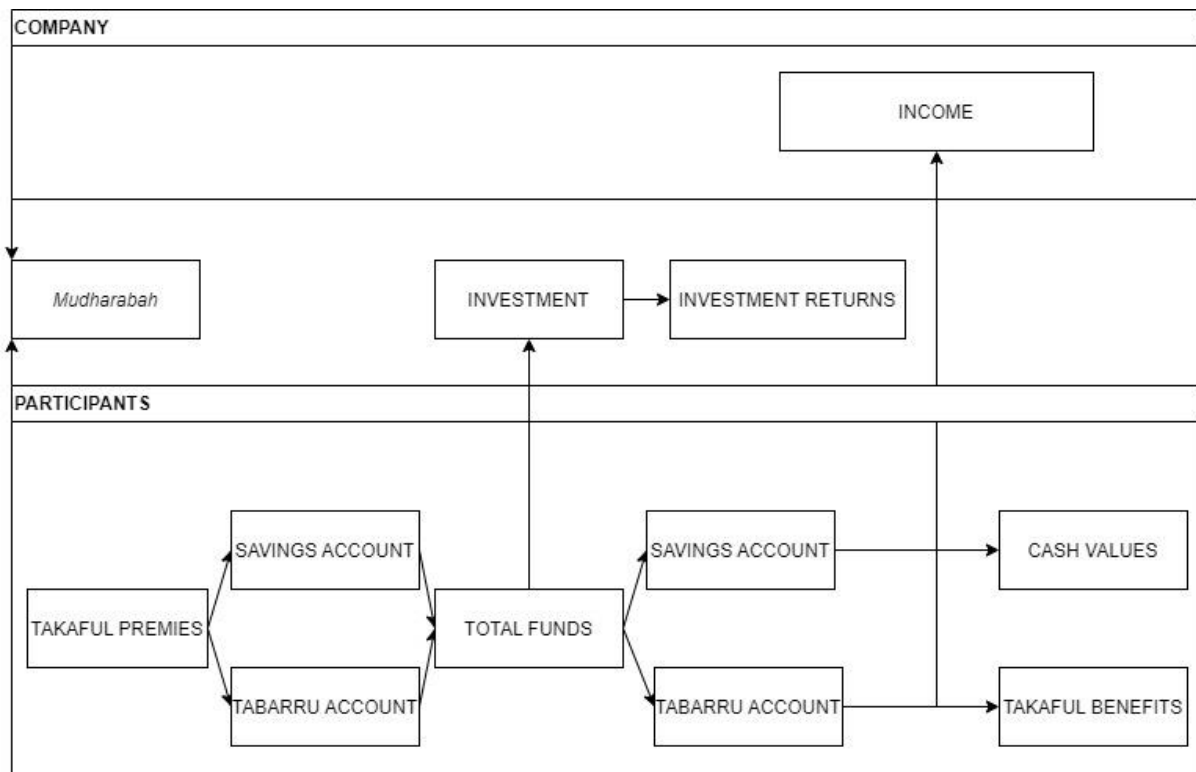 COMPANY
INCOME
Mudharabah
INVESTMENT
INVESTMENT RETURNS
PARTICIPANTS
SAVINGS ACCOUNT
SAVINGS ACCOUNT
CASH VALUES
TAKAFUL PREMIES
TOTAL FUNDS
TABARRU ACCOUNT
TABARRU ACCOUNT
TAKAFUL BENEFITS